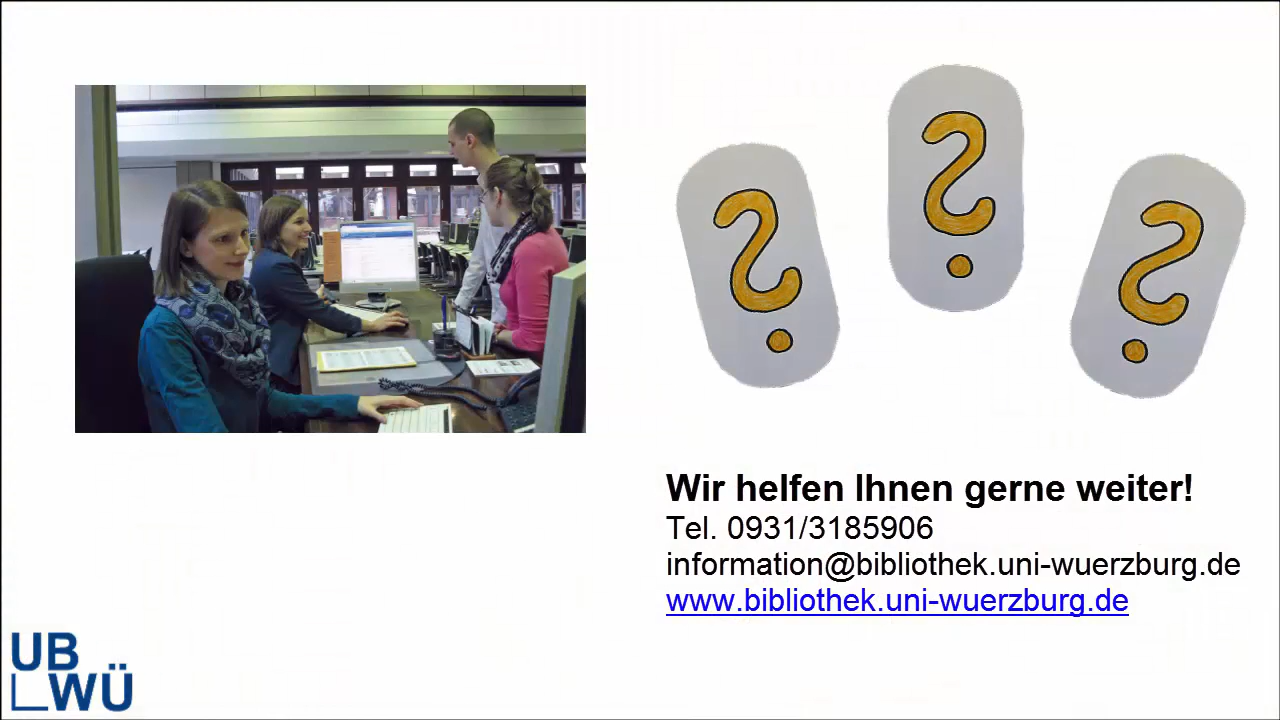 ?
?
?
Wir helfen Ihnen gerne weiter!
Tel. 0931/3185906
information@bibliothek.uni-wuerzburg.de
www.bibliothek.uni-wuerzburg.de
UB
WÜ